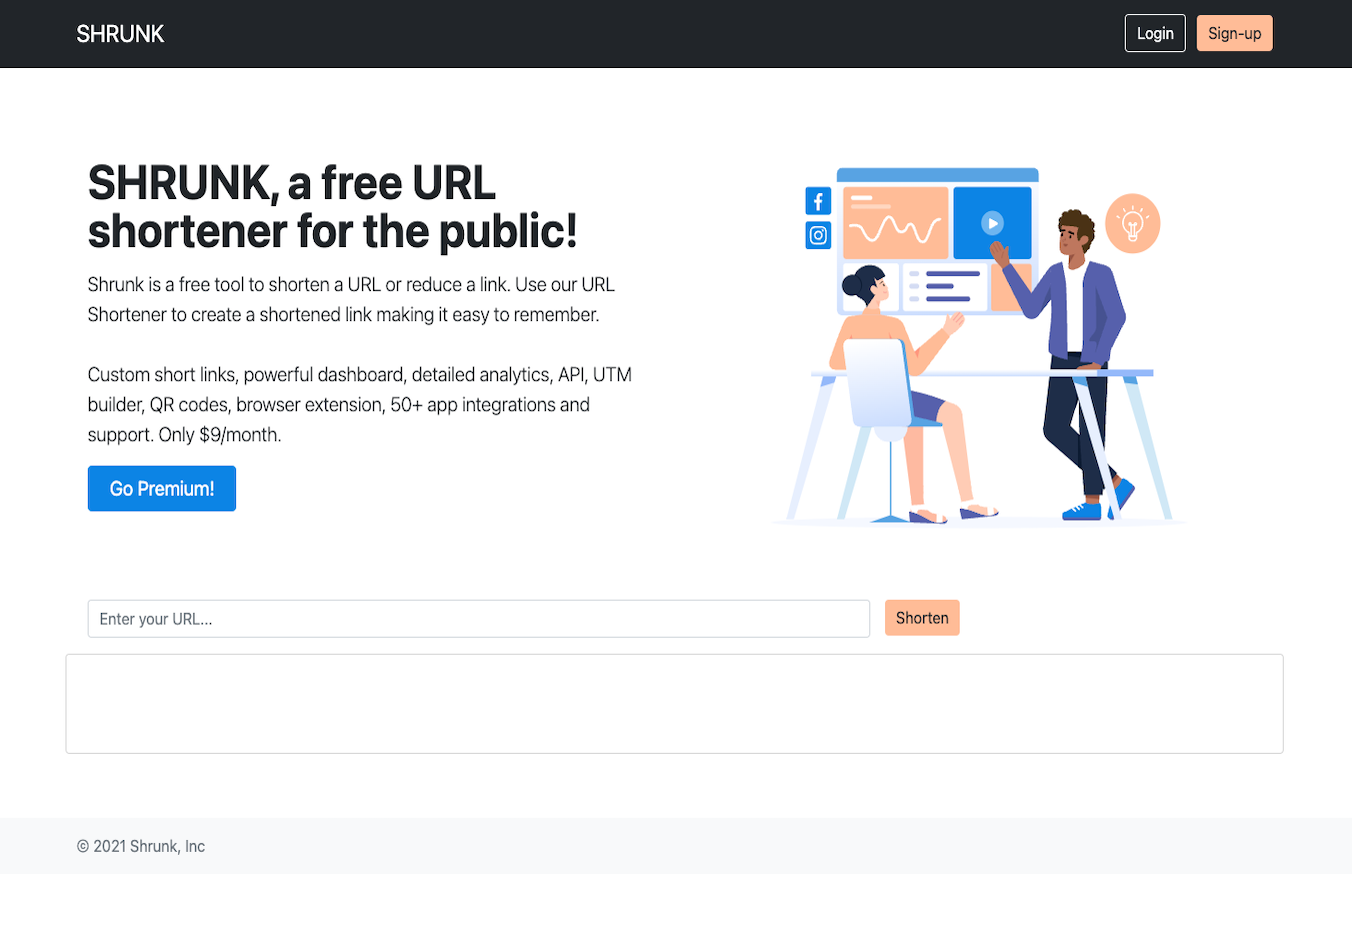 SHRUNK
Login
Sign-up
SHRUNK, a free URL
shortener for the public!
Shrunk is a free tool to shorten a URL or reduce a link. Use our URL
Shortener to create a shortened link making it easy to remember.
Custom short links, powerful dashboard, detailed analytics, API, UTM
builder, QR codes, browser extension, 50+ app integrations and
support. Only $9/month.
Go Premium!
Enter your URL...
Shorten
© 2021 Shrunk, Inc